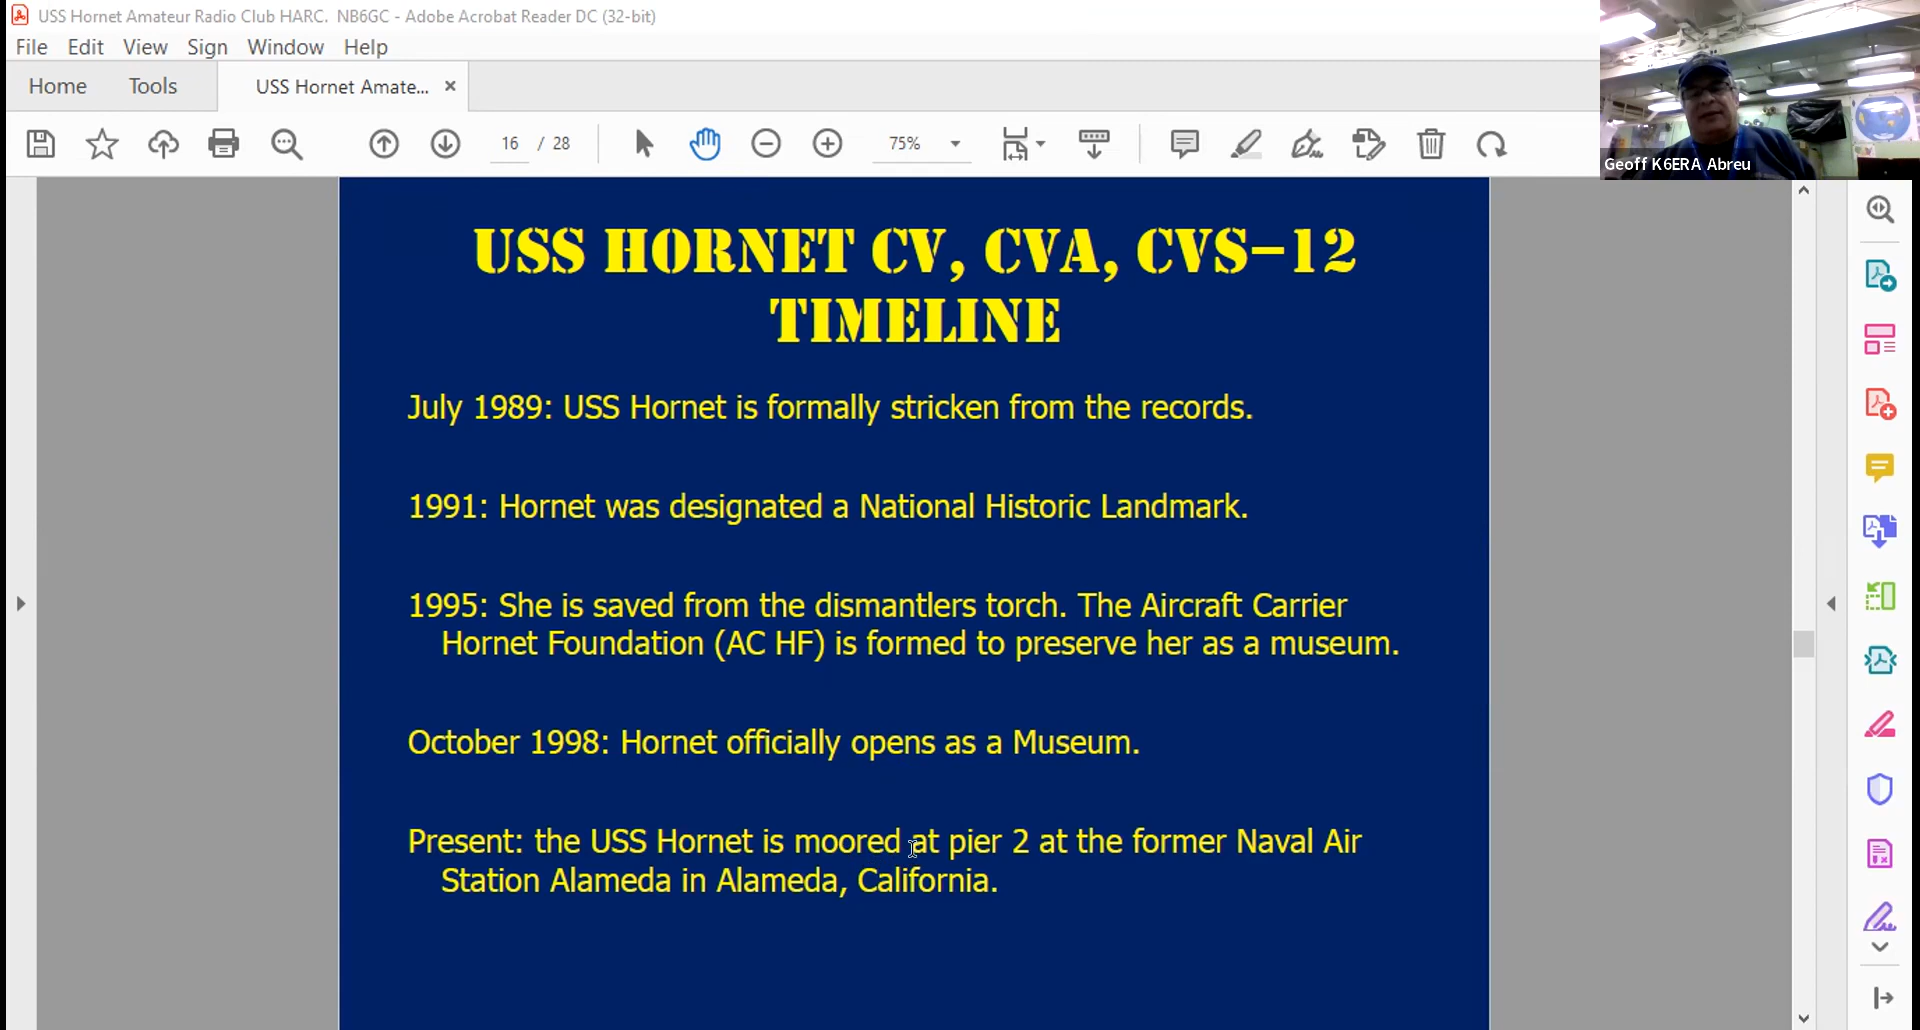 USS Hornet Amateur Radio Club HARC.  NB6GC - Adobe Acrobat Reader DC (32-bit)
File Edit View Sign Window Help
Home Tools USS Hornet Amate... ×
16 / 28 75%
Geoff K6ERA Abreu
USS HORNET CV, CVA, CVS-12
TIMELINE
July 1989: USS Hornet is formally stricken from the records.
1991: Hornet was designated a National Historic Landmark.
1995: She is saved from the dismantlers torch. The Aircraft Carrier
Hornet Foundation (AC HF) is formed to preserve her as a museum.
October 1998: Hornet officially opens as a Museum.
Present: the USS Hornet is moored at pier 2 at the former Naval Air
Station Alameda in Alameda, California.